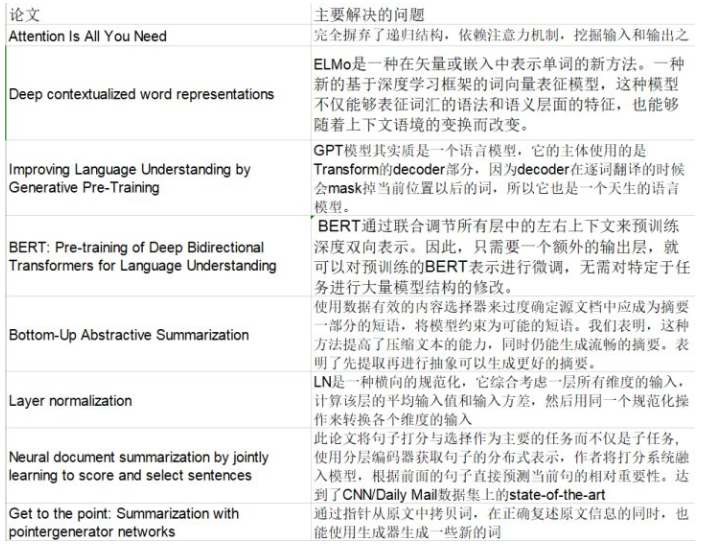 论文 主要解决的问题
Attention Is All You Need 完全摒弃了递归结构，依赖注意力机制，挖掘输入和输出之
Deep contextualized word representations
ELMo是一种在矢量或嵌入中表示单词的新方法。一种
新的基于深度学习框架的词向量表征模型，这种模型
不仅能够表征词汇的语法和语义层面的特征，也能够
随着上下文语境的变换而改变。
Improving Language Understanding by
Generative Pre-Training
GPT模型其实质是一个语言模型，它的主体使用的是
Transform的decoder部分，因为decoder在逐词翻译的时候
会mask掉当前位置以后的词，所以它也是一个天生的语言
模型。
BERT: Pre-training of Deep Bidirectional
Transformers for Language Understanding
BERT通过联合调节所有层中的左右上下文来预训练
深度双向表示。因此，只需要一个额外的输出层，就
可以对预训练的BERT表示进行微调，无需对特定于任
务进行大量模型结构的修改。
Bottom-Up Abstractive Summarization
使用数据有效的内容选择器来过度确定源文档中应成为摘要
一部分的短语，将模型约束为可能的短语。我们表明，这种
方法提高了压缩文本的能力，同时仍能生成流畅的摘要。表
明了先提取再进行抽象可以生成更好的摘要。
Layer normalization
LN是一种横向的规范化，它综合考虑一层所有维度的输入，
计算该层的平均输入值和输入方差，然后用同一个规范化操
作来转换各个维度的输入
Neural document summarization by jointly
learning to score and select sentences
此论文将句子打分与选择作为主要的任务而不仅是子任务，
使用分层编码器获取句子的分布式表示，作者将打分系统融
入模型，根据前面的句子直接预测当前句的相对重要性。达
到了CNN/Daily Mail数据集上的state-of-the-art
Get to the point: Summarization with
pointergenerator networks
通过指针从原文中拷贝词，在正确复述原文信息的同时，也
能使用生成器生成一些新的词